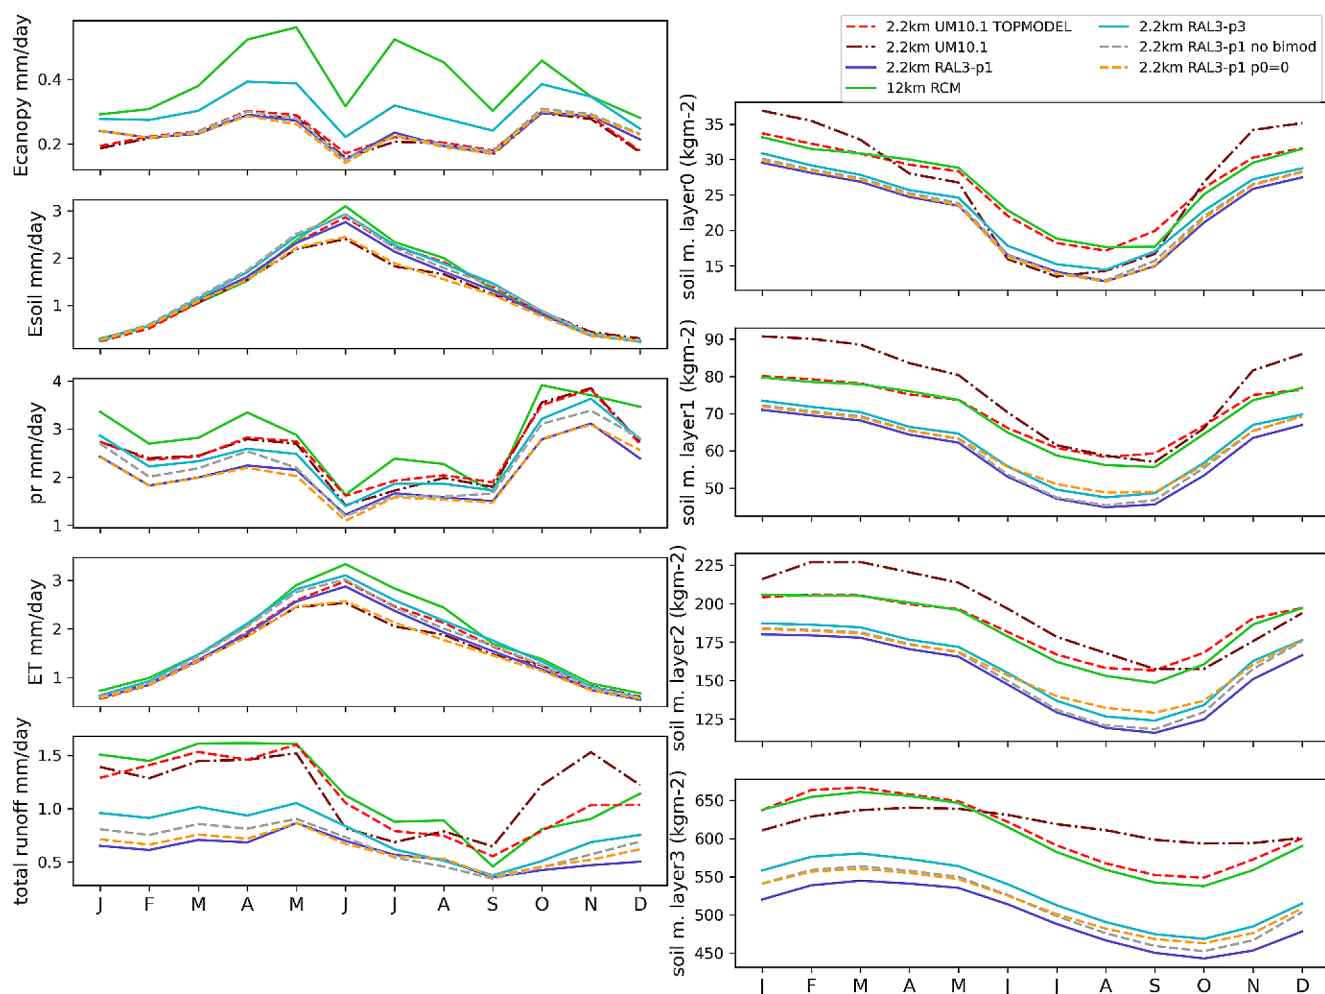 Ecanopy mm/day
0.4
0.2
Esoil mm/day
3
2
1
pr mm/day
4
3
2
1
ET mm/day
3
2
1
total runoff mm/day
1.5
1.0
0.5
J F M A M J J A S O N D
2.2km UM10.1 TOPMODEL
2.2km UM10.1
2.2km RAL3-p1
12km RCM
2.2km RAL3-p3
2.2km RAL3-p1 no bimod
2.2km RAL3-p1 p0=0
soil m. layer0 (kgm-2)
35
30
25
20
15
soil m. layer1 (kgm-2)
90
80
70
60
50
soil m. layer2 (kgm-2)
225
200
175
150
125
soil m. layer3 (kgm-2)
650
600
550
500
450
J F M A M J J A S O N D